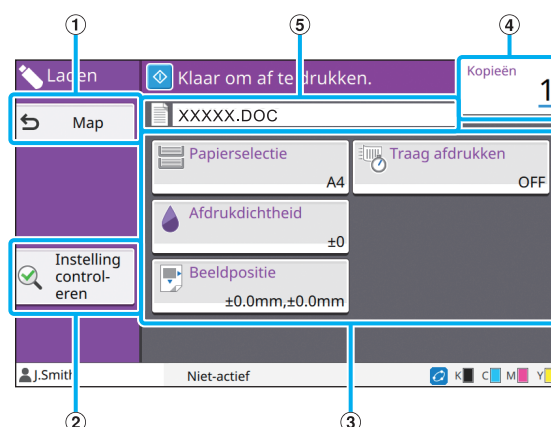 1
5
4
Laden
Klaar om af te drukken.
Kopieën
1
Map
XXXXX.DOC
Papierselectie
A4
Traag afdrukken
OFF
Afdrukdichtheid
±0
Instelling
control-
eren
Beeldpositie
±0.0mm,±0.0mm
J.Smith
Niet-actief
K C M Y
2
3